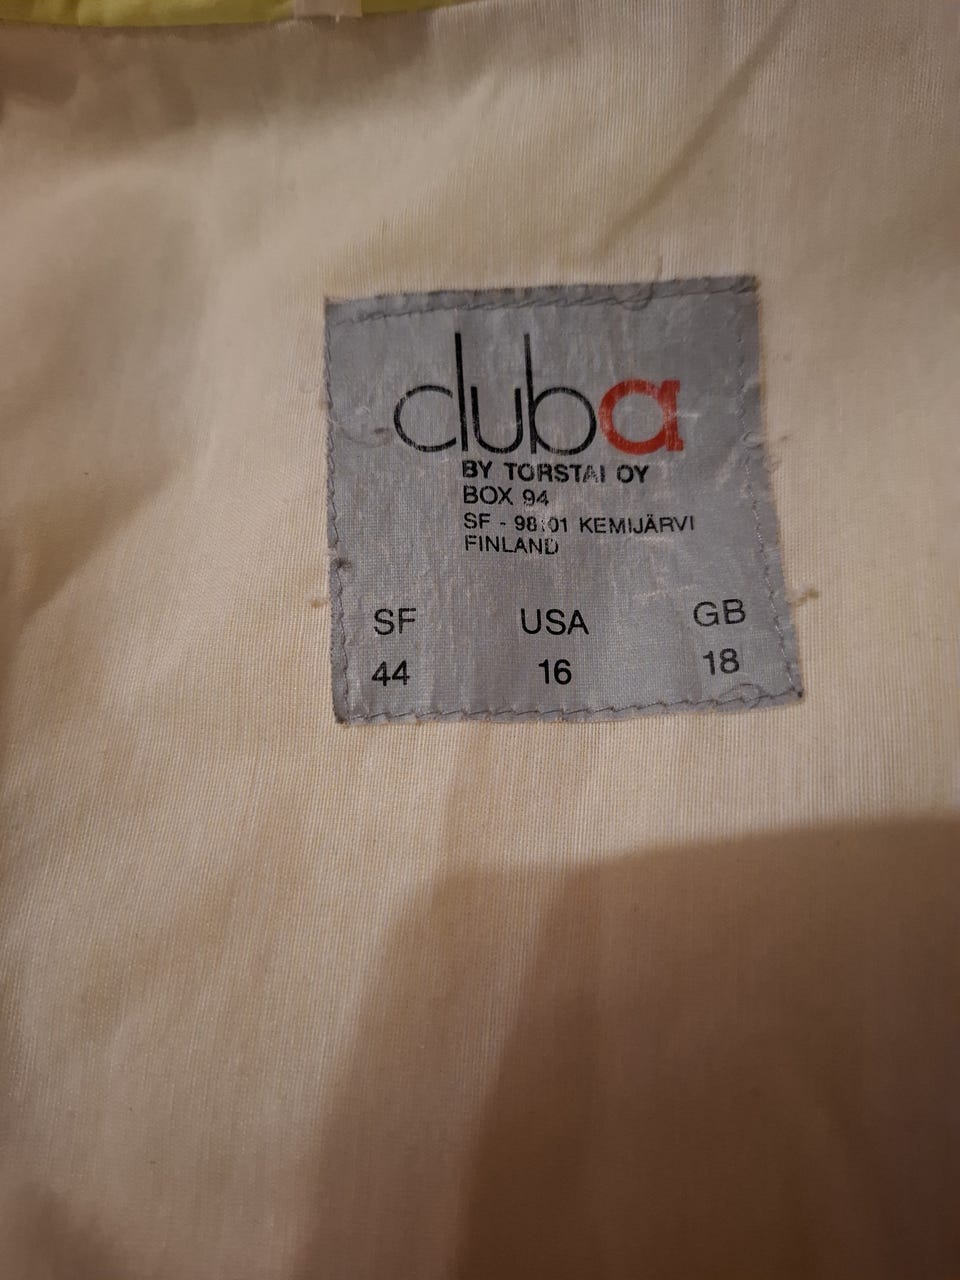 cluba
BY TORSTAI OY
BOX 94
SF - 98101 KEMIJÄRVI
FINLAND
SF USA GB
44 16 18